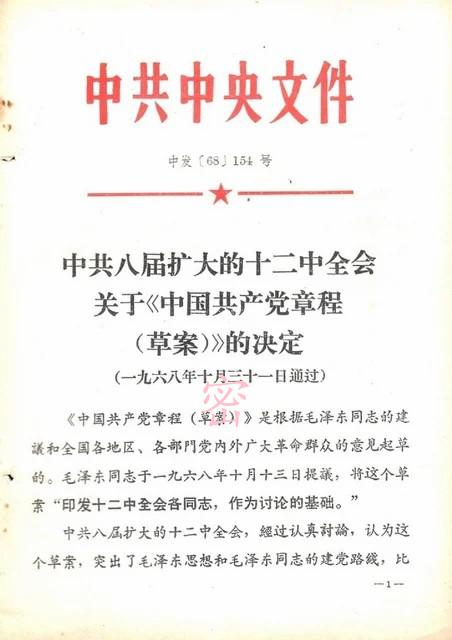 中共中央文件
中发〔68〕154 号
中共八届扩大的十二中全会
关于《中国共产党章程
（草案）》的决定
（一九六八年十月三十一日通过）
密
《中国共产党章程（草案）》是根据毛泽东同志的建
議和全国各地区、各部門党内外广大革命群众的意见起草
的。毛泽东同志于一九六八年十月十三日提議，将这个草
案“印发十二中全会各同志，作为讨论的基础。”
中共八届扩大的十二中全会，經过认真討論，认为这
个草案，突出了毛泽东思想和毛泽东同志的建党路綫，比
—1—